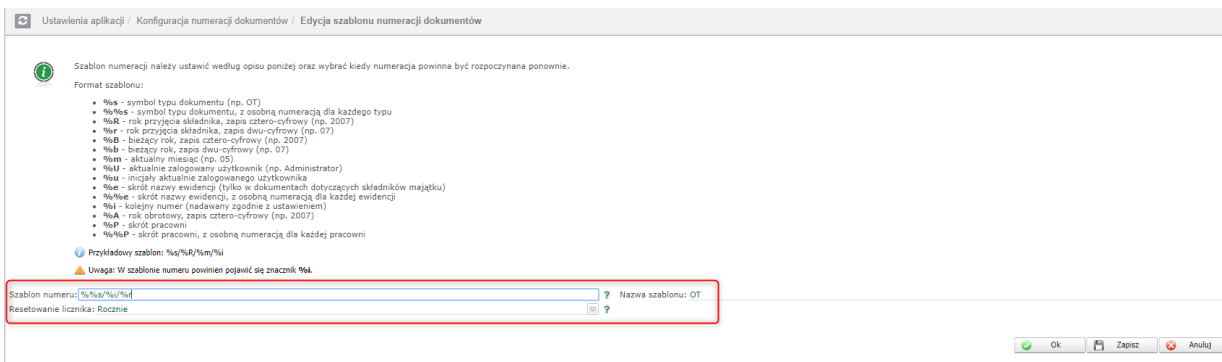 Ustawienia aplikacji / Konfiguracja numeracji dokumentów / Edycja szablonu numeracji dokumentów
Szablon numeracji należy ustawić według opisu poniżej oraz wybrać kiedy numeracja powinna być rozpoczynana ponownie.
Format szablonu:
• %s - symbol typu dokumentu (np. OT)
• %%s - symbol typu dokumentu, z osobną numeracją dla każdego typu
• %R - rok przyjęcia składnika, zapis cztero-cyfrowy (np. 2007)
• %r - rok przyjęcia składnika, zapis dwu-cyfrowy (np. 07)
• %B - bieżący rok, zapis cztero-cyfrowy (np. 2007)
• %b - bieżący rok, zapis dwu-cyfrowy (np. 07)
• %m - aktualny miesiąc (np. 05)
• %U - aktualnie zalogowany użytkownik (np. Administrator)
• %u - inicjały aktualnie zalogowanego użytkownika
• %e - skrót nazwy ewidencji (tylko w dokumentach dotyczących składników majątku)
• %%e - skrót nazwy ewidencji, z osobną numeracją dla każdej ewidencji
• %i - kolejny numer (nadawany zgodnie z ustawieniem)
• %A - rok obrotowy, zapis cztero-cyfrowy (np. 2007)
• %P - skrót pracowni
• %%P - skrót pracowni, z osobną numeracją dla każdej pracowni
Przykładowy szablon: %s/%R/%m/%i
Uwaga: W szablonie numeru powinien pojawić się znacznik %i.
Szablon numeru: %%s/%i/%r ? Nazwa szablonu: OT
Resetowanie licznika: Rocznie ?
Ok Zapisz Anuluj